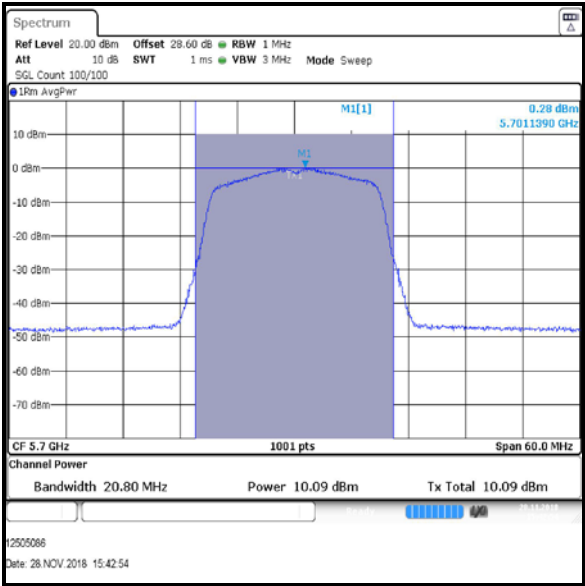 Spectrum
Ref Level 20.00 dBm Offset 28.60 dB RBW 1 MHz
Att 10 dB SWT 1 ms VBW 3 MHz Mode Sweep
SGL Count 100/100
1Rm AvgPwr
M1[1] 0.28 dBm
5.7011390 GHz
10 dBm
M1
0 dBm
-10 dBm
-20 dBm
-30 dBm
-40 dBm
-50 dBm
-60 dBm
-70 dBm
CF 5.7 GHz 1001 pts Span 60.0 MHz
Channel Power
Bandwidth 20.80 MHz Power 10.09 dBm Tx Total 10.09 dBm
12505086
Date: 28.NOV.2018 15:42:54